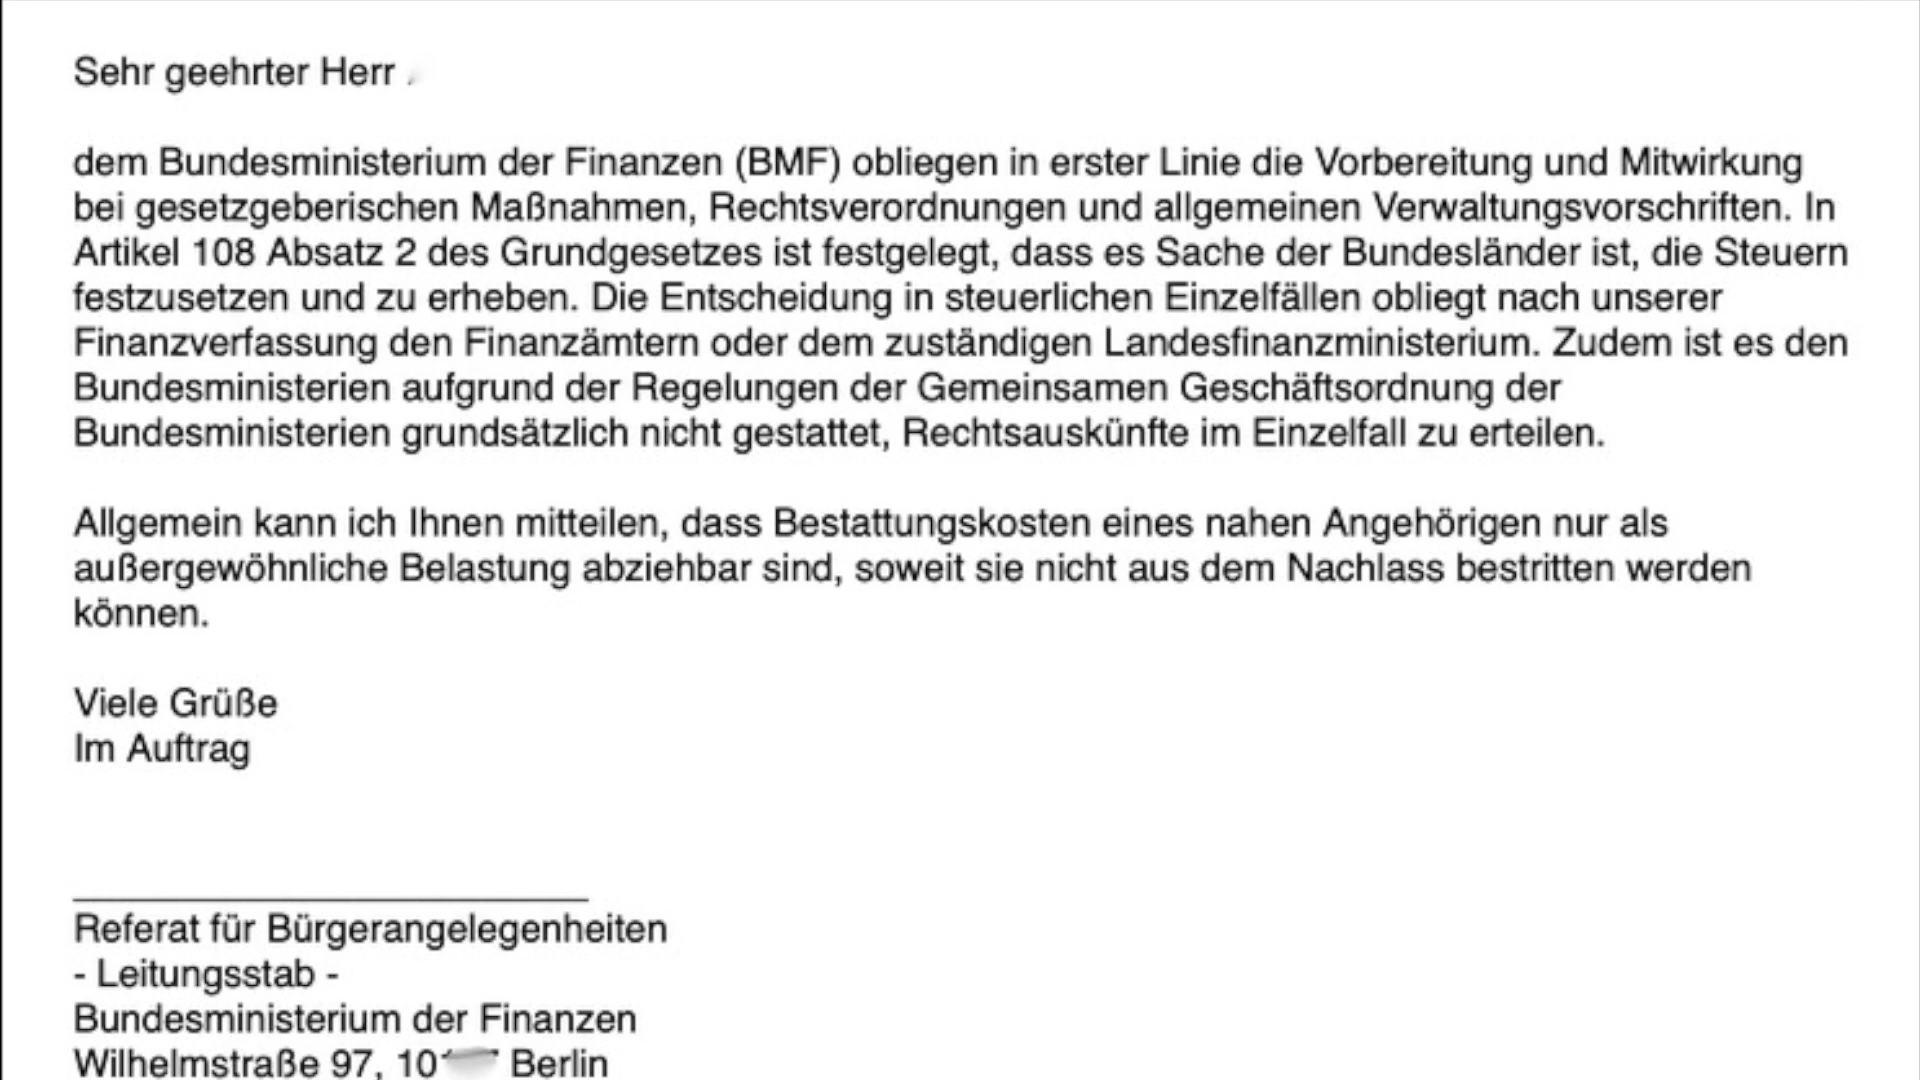 Sehr geehrter Herr
dem Bundesministerium der Finanzen (BMF) obliegen in erster Linie die Vorbereitung und Mitwirkung
bei gesetzgeberischen Maßnahmen, Rechtsverordnungen und allgemeinen Verwaltungsvorschriften. In
Artikel 108 Absatz 2 des Grundgesetzes ist festgelegt, dass es Sache der Bundesländer ist, die Steuern
festzusetzen und zu erheben. Die Entscheidung in steuerlichen Einzelfällen obliegt nach unserer
Finanzverfassung den Finanzämtern oder dem zuständigen Landesfinanzministerium. Zudem ist es den
Bundesministerien aufgrund der Regelungen der Gemeinsamen Geschäftsordnung der
Bundesministerien grundsätzlich nicht gestattet, Rechtsauskünfte im Einzelfall zu erteilen.
Allgemein kann ich Ihnen mitteilen, dass Bestattungskosten eines nahen Angehörigen nur als
außergewöhnliche Belastung abziehbar sind, soweit sie nicht aus dem Nachlass bestritten werden
können.
Viele Grüße
Im Auftrag
Referat für Bürgerangelegenheiten
- Leitungsstab -
Bundesministerium der Finanzen
Wilhelmstraße 97, Berlin